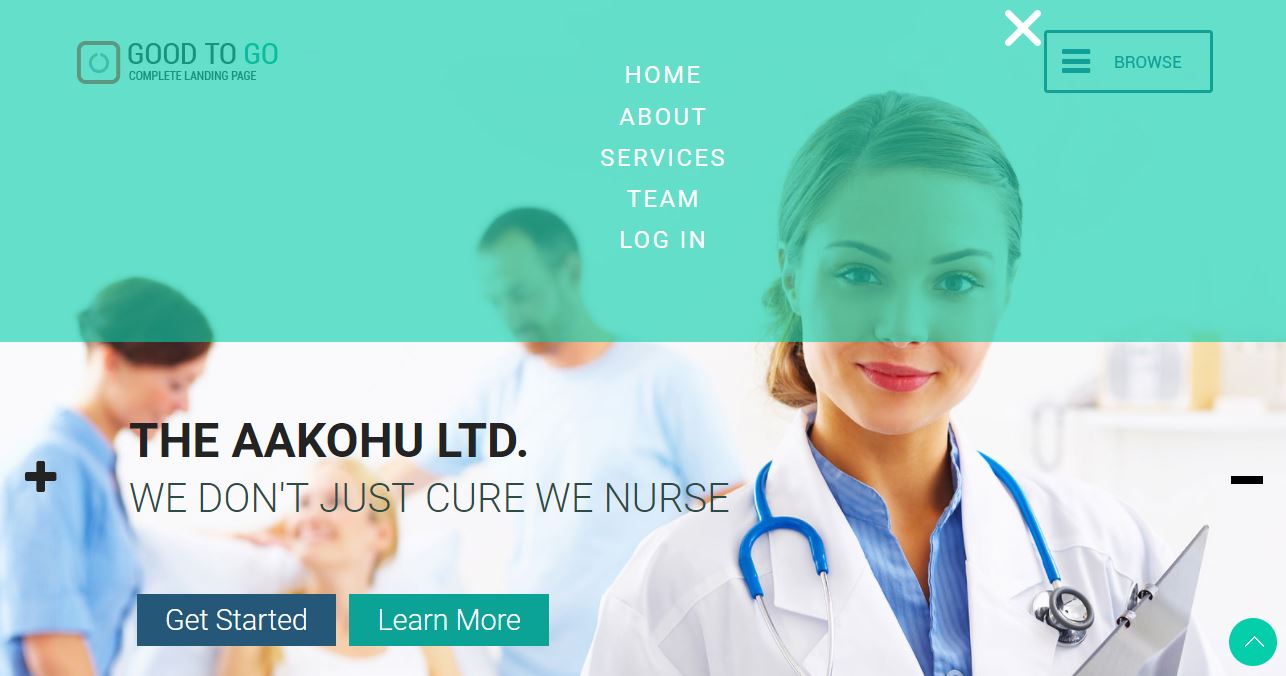 GOOD TO GO
COMPLETE LANDING PAGE
BROWSE
HOME
ABOUT
SERVICES
TEAM
LOG IN
THE AAKOHU LTD.
WE DON'T JUST CURE WE NURSE
Get Started
Learn More